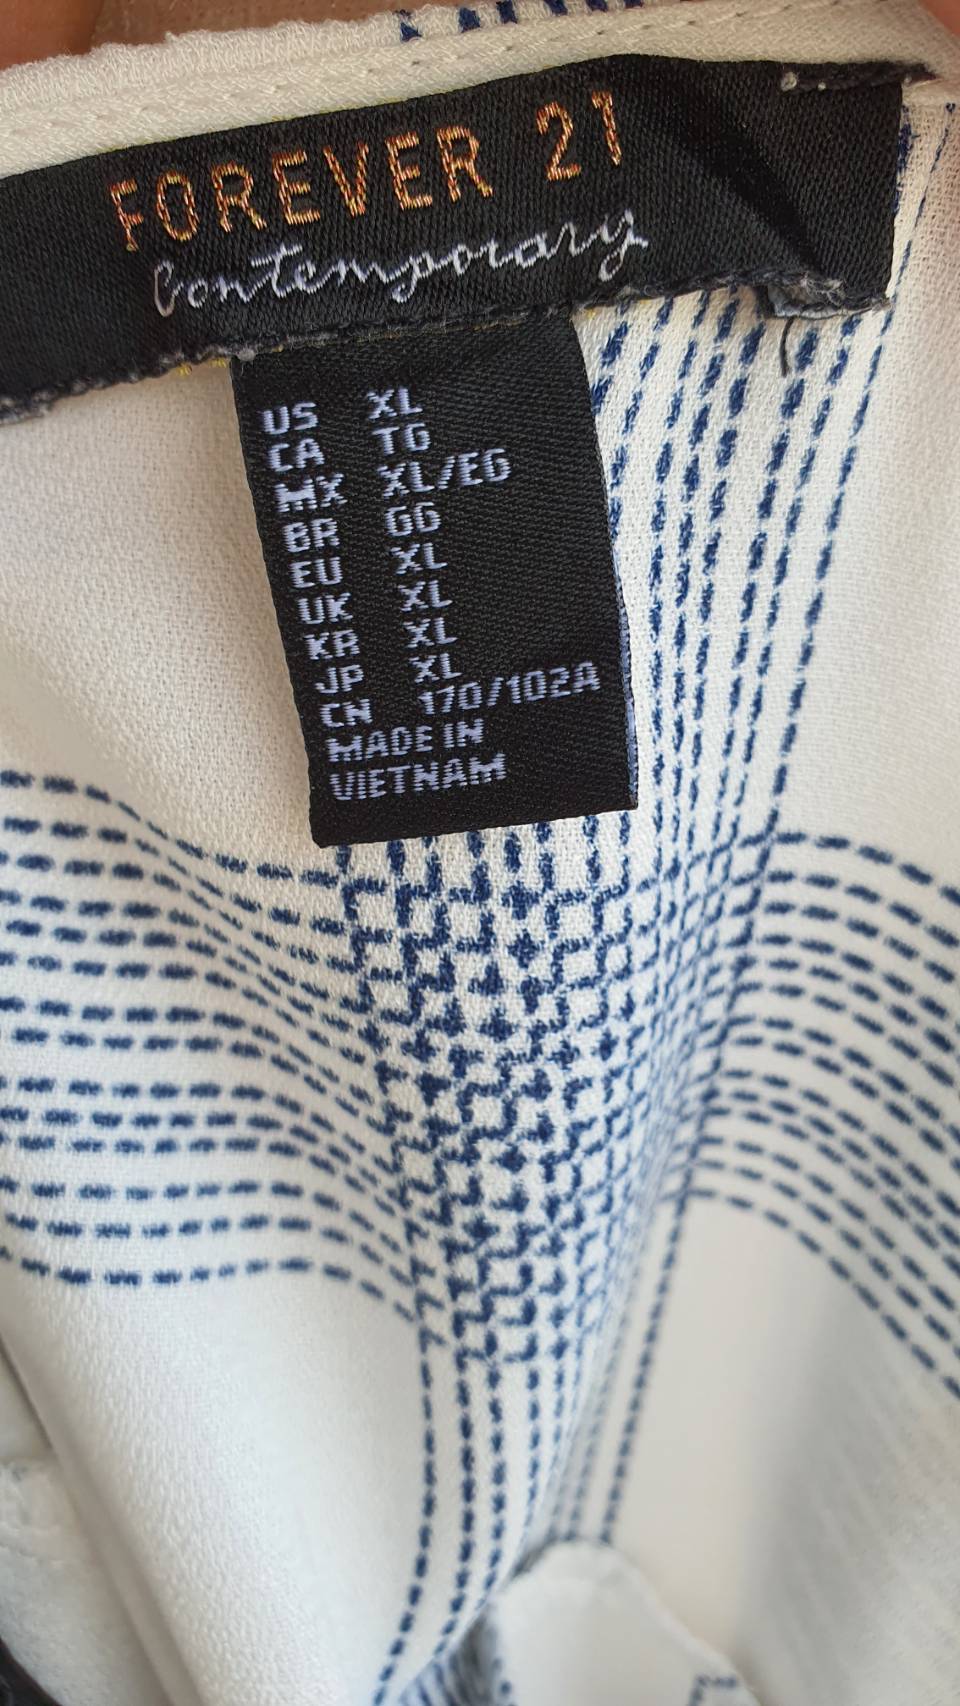 FOREVER 21
Contemporary
US XL
CA TG
MX XL/EG
BR GG
EU XL
UK XL
KR XL
JP XL
CN 170/102A
MADE IN
VIETNAM